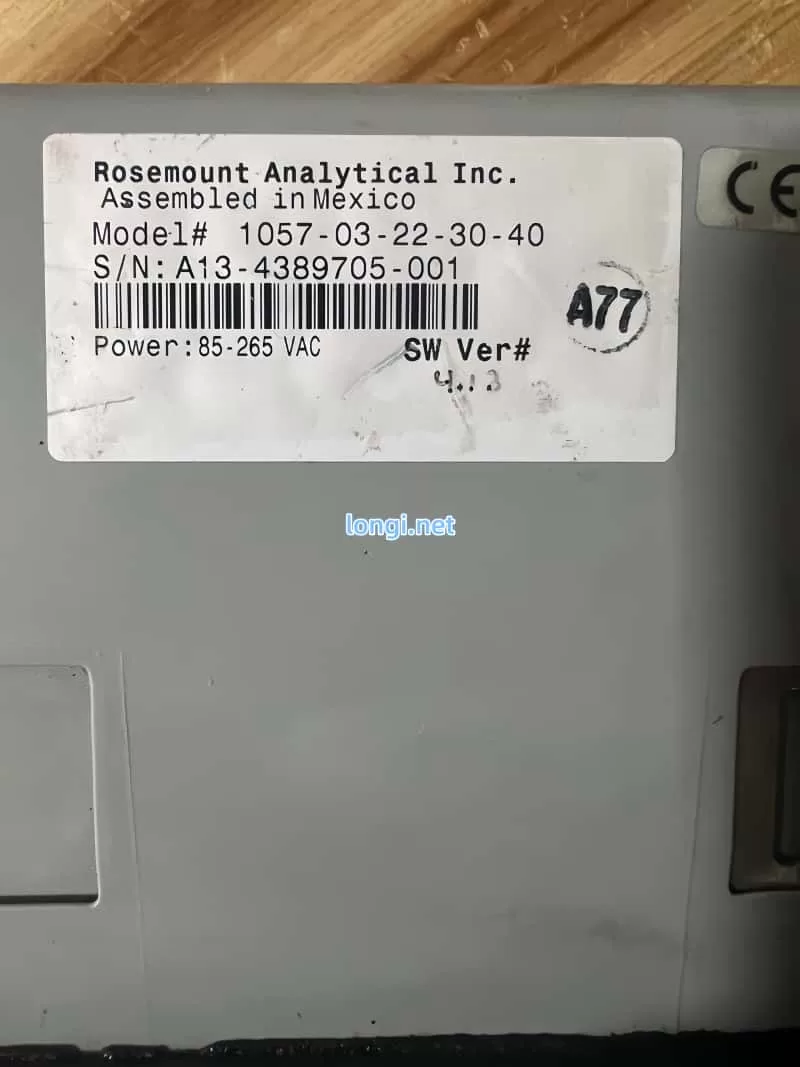 Rosemount Analytical Inc.
Assembled in Mexico
Model# 1057-03-22-30-40
S/N: A13-4389705-001
A77
Power: 85-265 VAC
SW Ver#
CE
longi.net